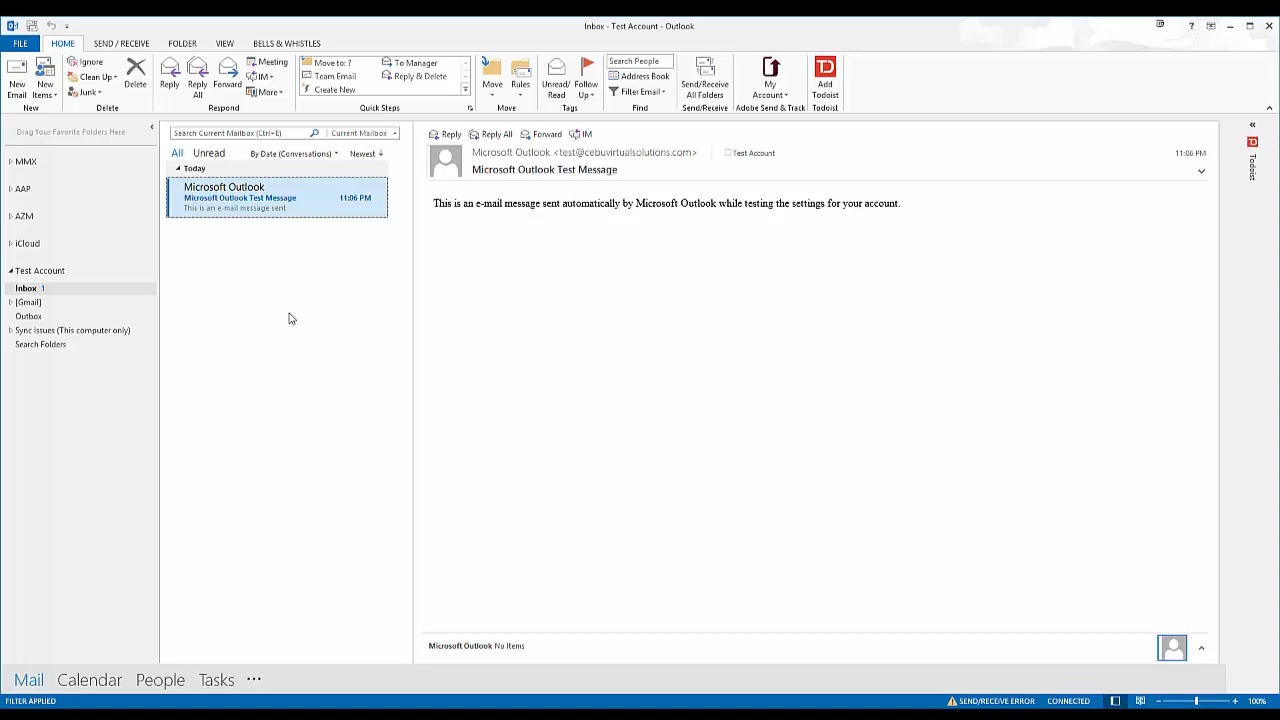 Inbox - Test Account - Outlook
FILE HOME SEND / RECEIVE FOLDER VIEW BELLS & WHISTLES
New Email
New Items
New
Ignore
Clean Up
Junk
Delete
Delete
Reply
Reply All
Forward
Meeting
IM
More
Respond
Move to: ?
Team Email
Create New
To Manager
Reply & Delete
Quick Steps
Move
Rules
Move
Unread/ Read
Follow Up
Tags
Search People
Address Book
Filter Email
Find
Send/Receive All Folders
Send/Receive
My Account
Adobe Send & Track
Add Todoist
Todoist
Drag Your Favorite Folders Here
MMX
AAP
AZM
iCloud
Test Account
Inbox 1
[Gmail]
Outbox
Sync Issues (This computer only)
Search Folders
Search Current Mailbox (Ctrl+E) Current Mailbox
All Unread By Date (Conversations) Newest
Today
Microsoft Outlook
Microsoft Outlook Test Message 11:06 PM
This is an e-mail message sent
Reply Reply All Forward IM
Microsoft Outlook <test@cebuvirtualsolutions.com> Test Account 11:06 PM
Microsoft Outlook Test Message
This is an e-mail message sent automatically by Microsoft Outlook while testing the settings for your account.
Microsoft Outlook No Items
Todoist
Mail Calendar People Tasks •••
FILTER APPLIED SEND/RECEIVE ERROR CONNECTED 100%